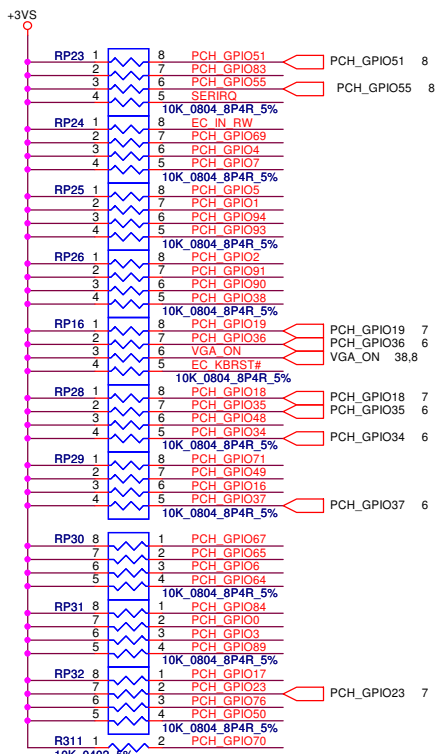 +3VS
RP23 1 8 PCH_GPIO51 PCH_GPIO51 8
2 7 PCH_GPIO83
3 6 PCH_GPIO55 PCH_GPIO55 8
4 5 SERIRQ
10K_0804_8P4R_5%
RP24 1 8 EC_IN_RW
2 7 PCH_GPIO69
3 6 PCH_GPIO4
4 5 PCH_GPIO7
10K_0804_8P4R_5%
RP25 1 8 PCH_GPIO5
2 7 PCH_GPIO1
3 6 PCH_GPIO94
4 5 PCH_GPIO93
10K_0804_8P4R_5%
RP26 1 8 PCH_GPIO2
2 7 PCH_GPIO91
3 6 PCH_GPIO90
4 5 PCH_GPIO38
10K_0804_8P4R_5%
RP16 1 8 PCH_GPIO19 PCH_GPIO19 7
2 7 PCH_GPIO36 PCH_GPIO36 6
3 6 VGA_ON VGA_ON 38,8
4 5 EC_KBRST#
10K_0804_8P4R_5%
RP28 1 8 PCH_GPIO18 PCH_GPIO18 7
2 7 PCH_GPIO35 PCH_GPIO35 6
3 6 PCH_GPIO48
4 5 PCH_GPIO34 PCH_GPIO34 6
10K_0804_8P4R_5%
RP29 1 8 PCH_GPIO71
2 7 PCH_GPIO49
3 6 PCH_GPIO16
4 5 PCH_GPIO37 PCH_GPIO37 6
10K_0804_8P4R_5%
RP30 8 1 PCH_GPIO67
7 2 PCH_GPIO65
6 3 PCH_GPIO6
5 4 PCH_GPIO64
10K_0804_8P4R_5%
RP31 8 1 PCH_GPIO84
7 2 PCH_GPIO0
6 3 PCH_GPIO3
5 4 PCH_GPIO89
10K_0804_8P4R_5%
RP32 8 1 PCH_GPIO17
7 2 PCH_GPIO23 PCH_GPIO23 7
6 3 PCH_GPIO76
5 4 PCH_GPIO50
10K_0804_8P4R_5%
R311 1 2 PCH_GPIO70
10K_0402_5%